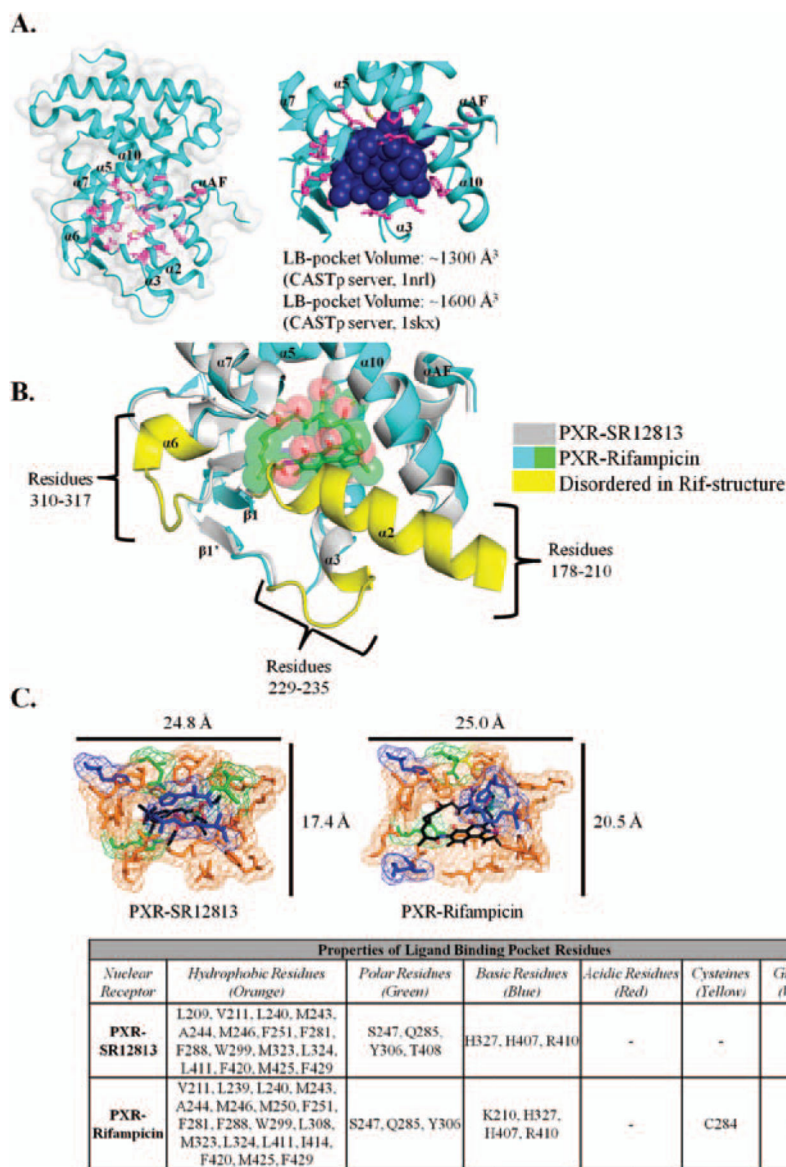 A.
α10
α5
α7
αAF
α6
α2
α3
α5
α7
αAF
α10
α3
LB-pocket Volume: ~1300 Å³
(CASTp server, 1nrl)
LB-pocket Volume: ~1600 Å³
(CASTp server, 1skx)
B.
α7
α5
α10
αAF
α6
β1
β1'
α3
α2
Residues
310-317
Residues
229-235
Residues
178-210
PXR-SR12813
PXR-Rifampicin
Disordered in Rif-structure
C.
24.8 Å
17.4 Å
PXR-SR12813
25.0 Å
20.5 Å
PXR-Rifampicin
Properties of Ligand Binding Pocket Residues
Nuclear Receptor
Hydrophobic Residues (Orange)
Polar Residues (Green)
Basic Residues (Blue)
Acidic Residues (Red)
Cysteines (Yellow)
PXR-SR12813
L209, V211, L240, M243,
A244, M246, F251, F281,
F288, W299, M323, L324,
L411, F420, M425, F429
S247, Q285,
Y306, T408
H327, H407, R410
-
-
PXR-Rifampicin
V211, L239, L240, M243,
A244, M246, M250, F251,
F281, F288, W299, L308,
M323, L324, L411, I414,
F420, M425, F429
S247, Q285, Y306
K210, H327,
H407, R410
-
C284